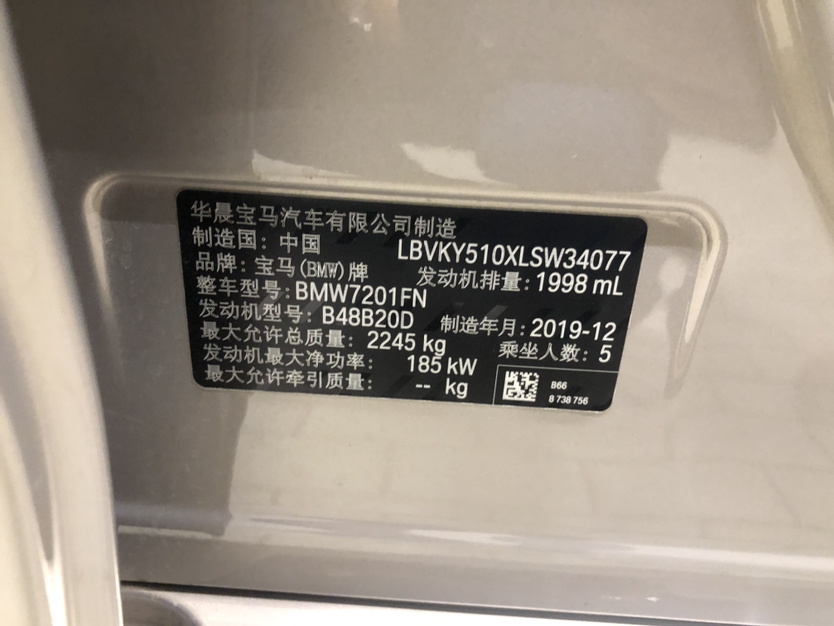 华晨宝马汽车有限公司制造
制造国: 中国 LBVKY510XLSW34077
品牌: 宝马(BMW)牌 发动机排量: 1998 mL
整车型号: BMW7201FN
发动机型号: B48B20D 制造年月: 2019-12
最大允许总质量: 2245 kg 乘坐人数: 5
发动机最大净功率: 185 kW
最大允许牵引质量: -- kg
B66
8 738 756